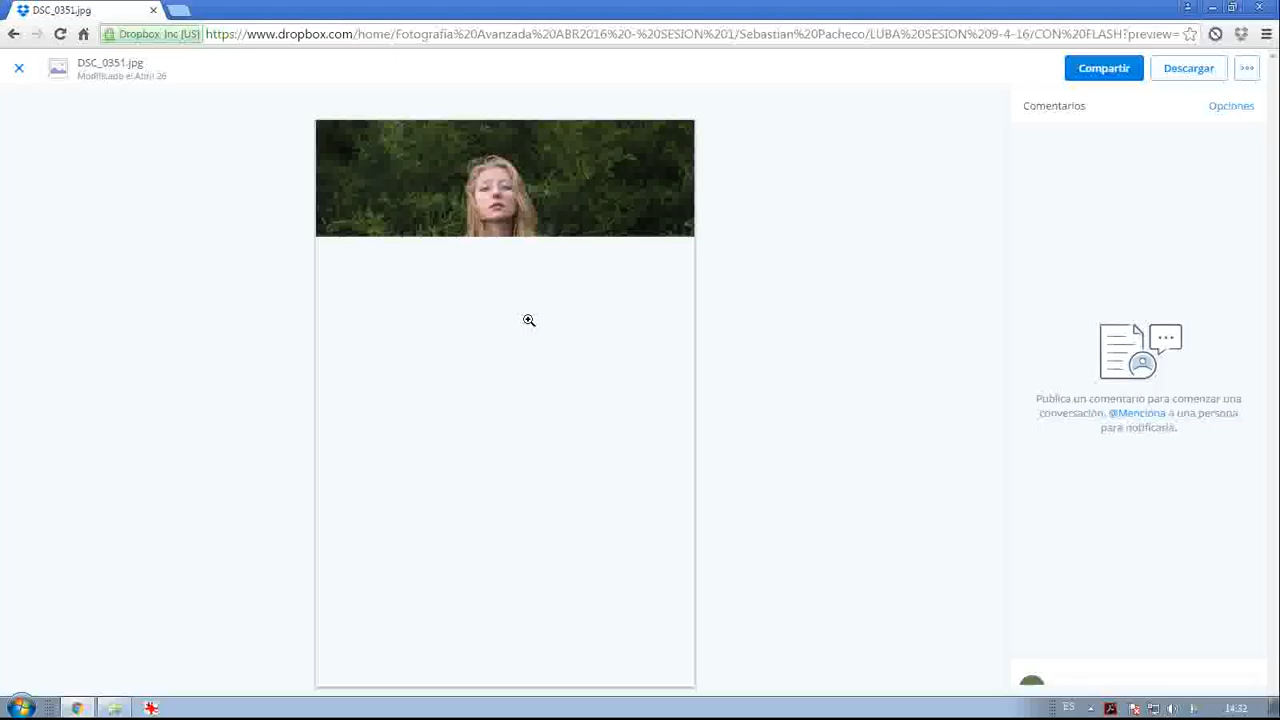 DSC_0351.jpg
Dropbox, Inc [US] https://www.dropbox.com/home/Fotografía%20Avanzada%20ABR2016%20-%20SESION%201/Sebastian%20Pacheco/LUBA%20SESION%209-4-16/CON%20FLASH?preview=
DSC_0351.jpg
Modificado el Abril 26
Compartir
Descargar
Comentarios
Opciones
Publica un comentario para comenzar una
conversación. @Menciona a una persona
para notificarla.
ES
14:32